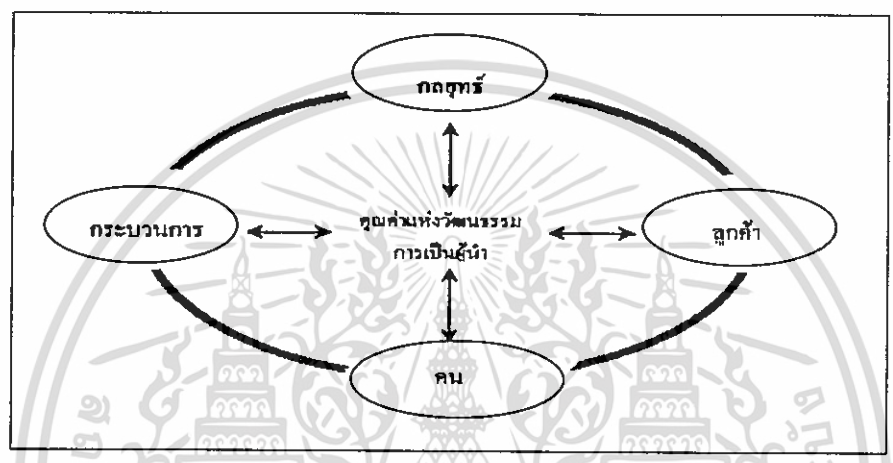 กลยุทธ์
กระบวนการ
คุณค่าแห่งวัฒนธรรม
การเป็นผู้นำ
ลูกค้า
คน